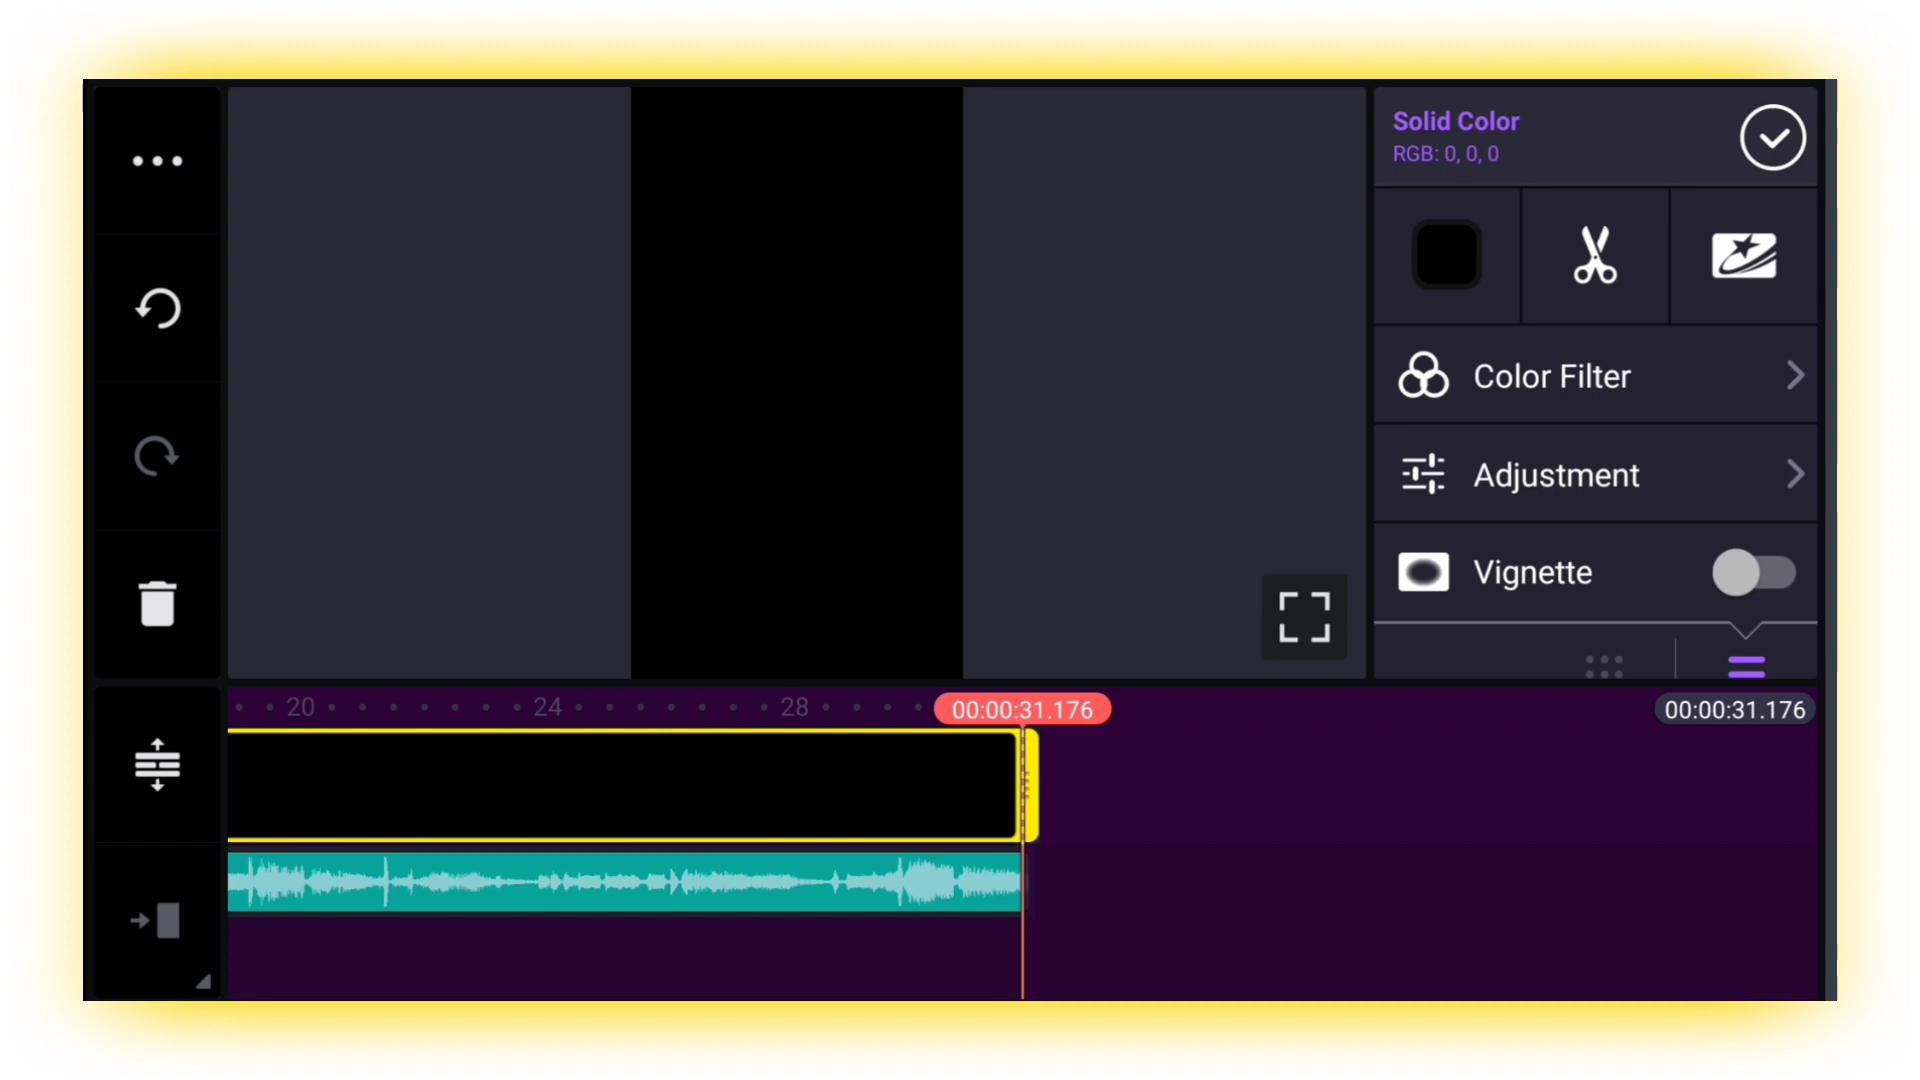 Solid Color
RGB: 0, 0, 0
Color Filter
Adjustment
Vignette
20
24
28
00:00:31.176
00:00:31.176